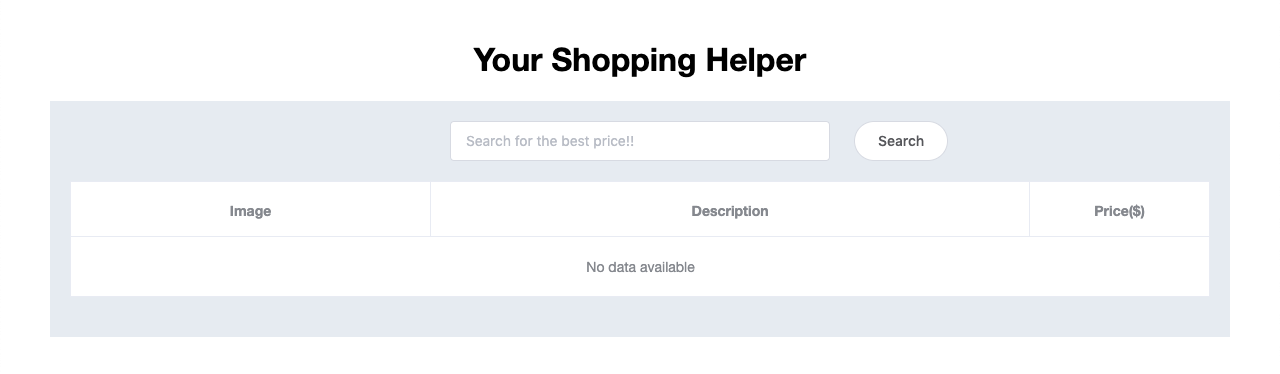 Your Shopping Helper
Search for the best price!! Search
Image Description Price($)
No data available